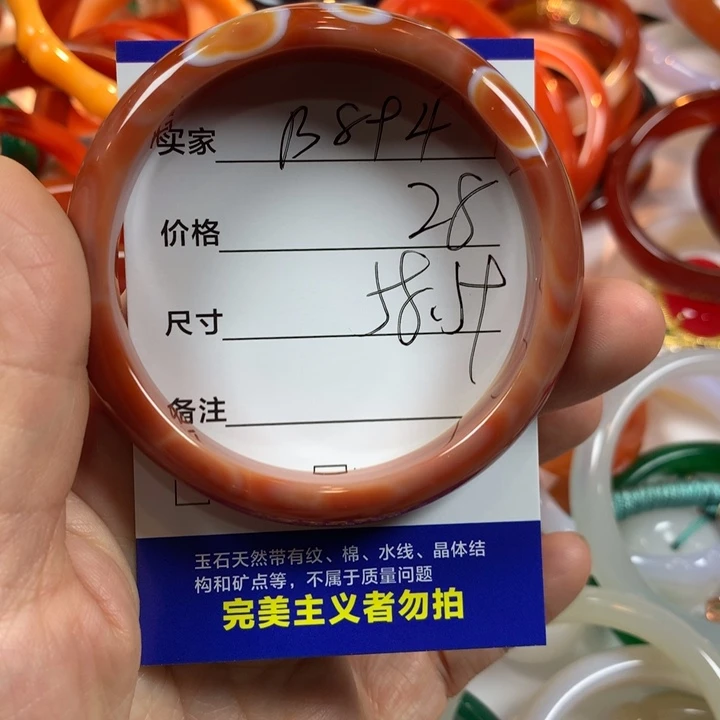 卖家 B894
价格 28
尺寸 58.54
备注
玉石天然带有纹、棉、水线、晶体结
构和矿点等，不属于质量问题
完美主义者勿拍